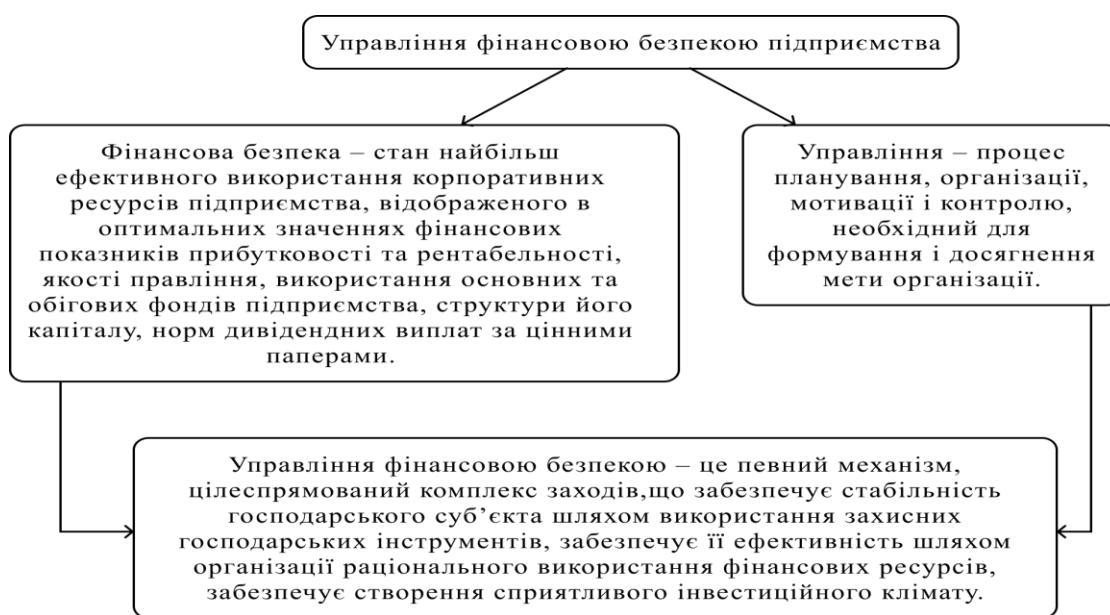 Управління фінансовою безпекою підприємства
Фінансова безпека – стан найбільш
ефективного використання корпоративних
ресурсів підприємства, відображеного в
оптимальних значеннях фінансових
показників прибутковості та рентабельності,
якості правління, використання основних та
обігових фондів підприємства, структури його
капіталу, норм дивідендних виплат за цінними
паперами.
Управління – процес
планування, організації,
мотивації і контролю,
необхідний для
формування і досягнення
мети організації.
Управління фінансовою безпекою – це певний механізм,
цілеспрямований комплекс заходів,що забезпечує стабільність
господарського суб’єкта шляхом використання захисних
господарських інструментів, забезпечує її ефективність шляхом
організації раціонального використання фінансових ресурсів,
забезпечує створення сприятливого інвестиційного клімату.